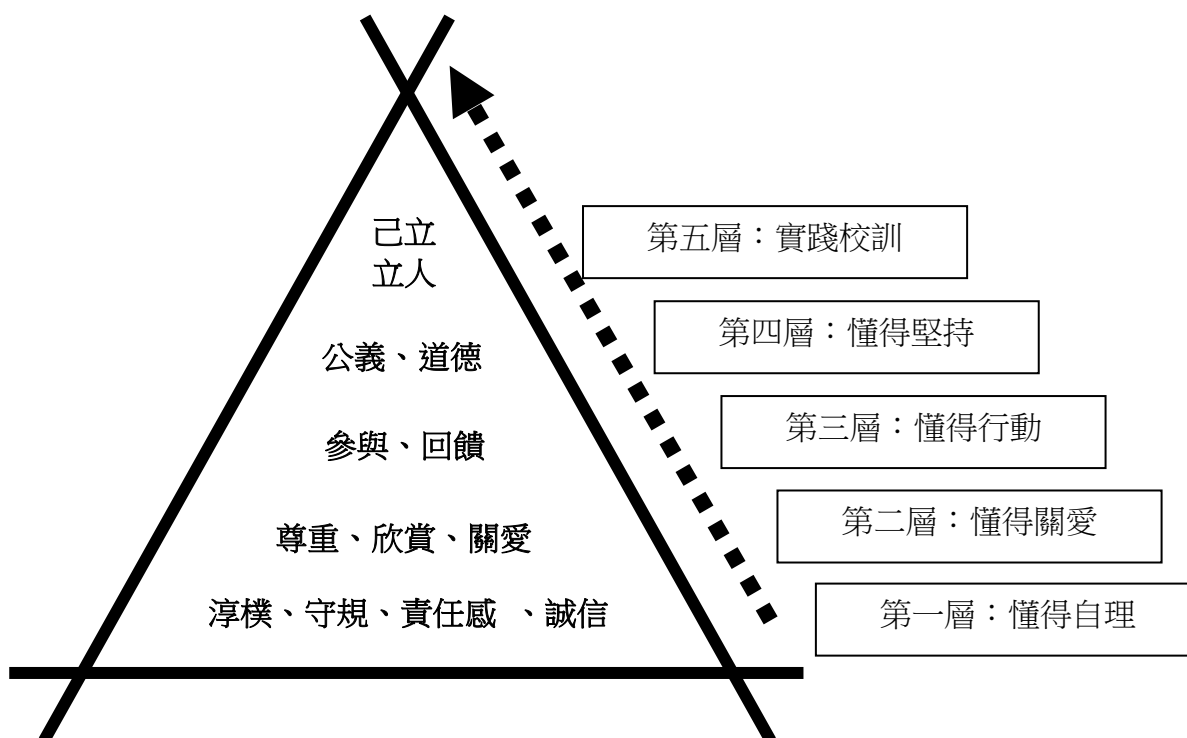 己立
立人
第五層：實踐校訓
公義、道德
第四層：懂得堅持
參與、回饋
第三層：懂得行動
尊重、欣賞、關愛
第二層：懂得關愛
淳樸、守規、責任感 、誠信
第一層：懂得自理